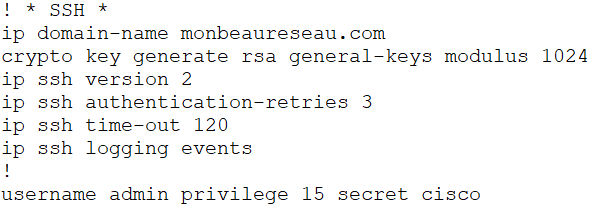 ! * SSH *
ip domain-name monbeaureseau.com
crypto key generate rsa general-keys modulus 1024
ip ssh version 2
ip ssh authentication-retries 3
ip ssh time-out 120
ip ssh logging events
!
username admin privilege 15 secret cisco